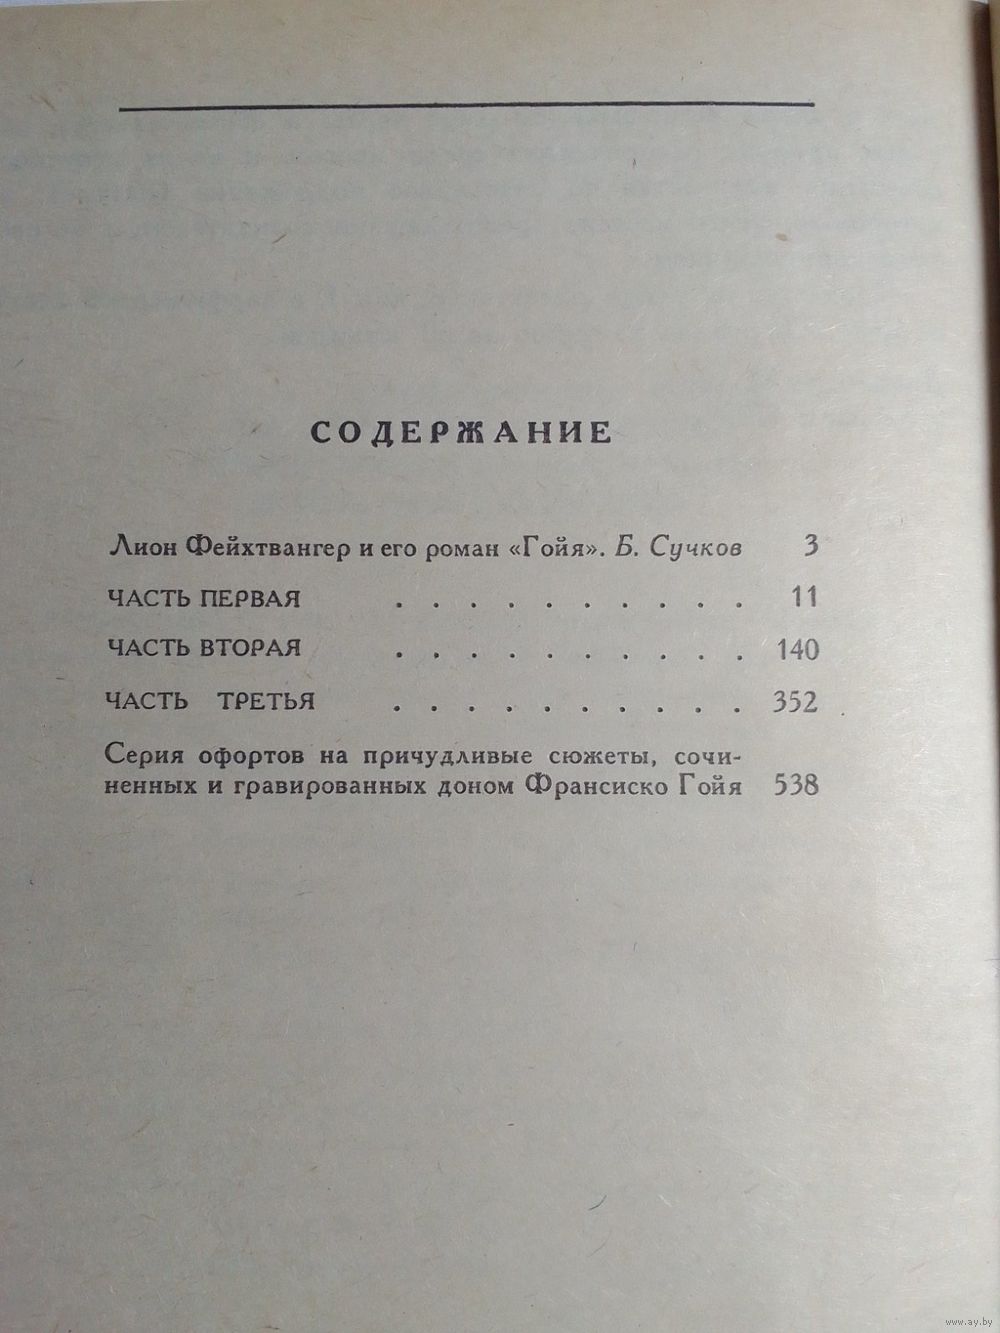 СОДЕРЖАНИЕ
Лион Фейхтвангер и его роман «Гойя». Б. Сучков 3
ЧАСТЬ ПЕРВАЯ . . . . . . . . . . 11
ЧАСТЬ ВТОРАЯ . . . . . . . . . . 140
ЧАСТЬ ТРЕТЬЯ . . . . . . . . . . 352
Серия офортов на причудливые сюжеты, сочи-
ненных и гравированных доном Франсиско Гойя 538
www.ay.by